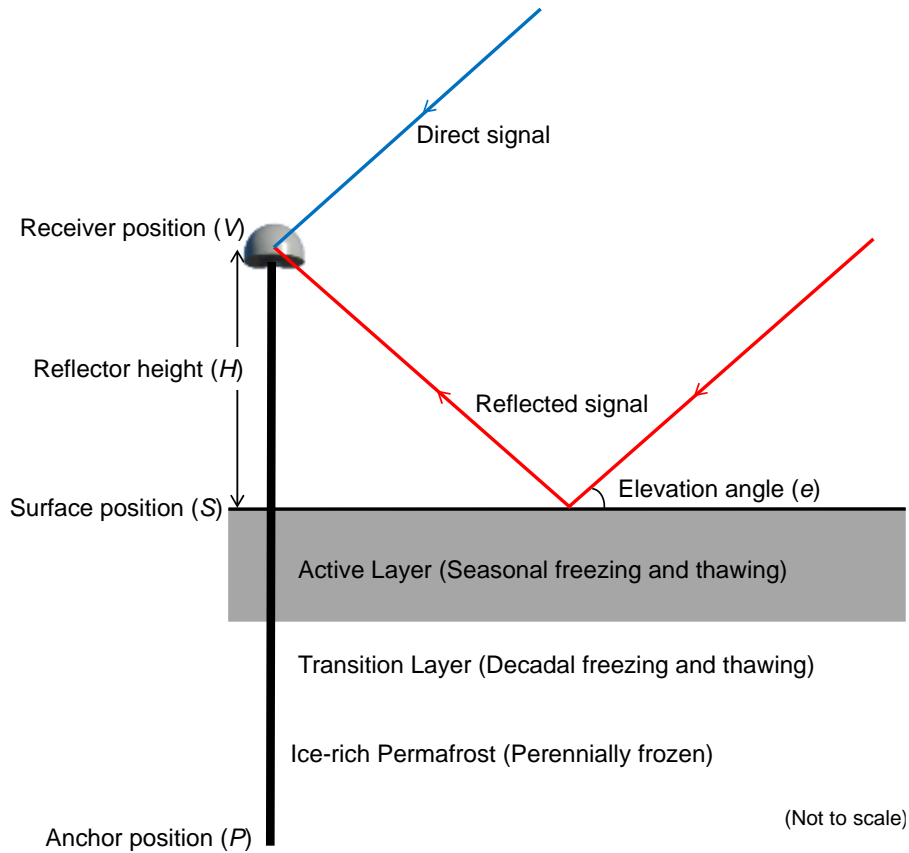 Direct signal
Receiver position (V)
Reflector height (H)
Reflected signal
Elevation angle (e)
Surface position (S)
Active Layer (Seasonal freezing and thawing)
Transition Layer (Decadal freezing and thawing)
Ice-rich Permafrost (Perennially frozen)
(Not to scale)
Anchor position (P)